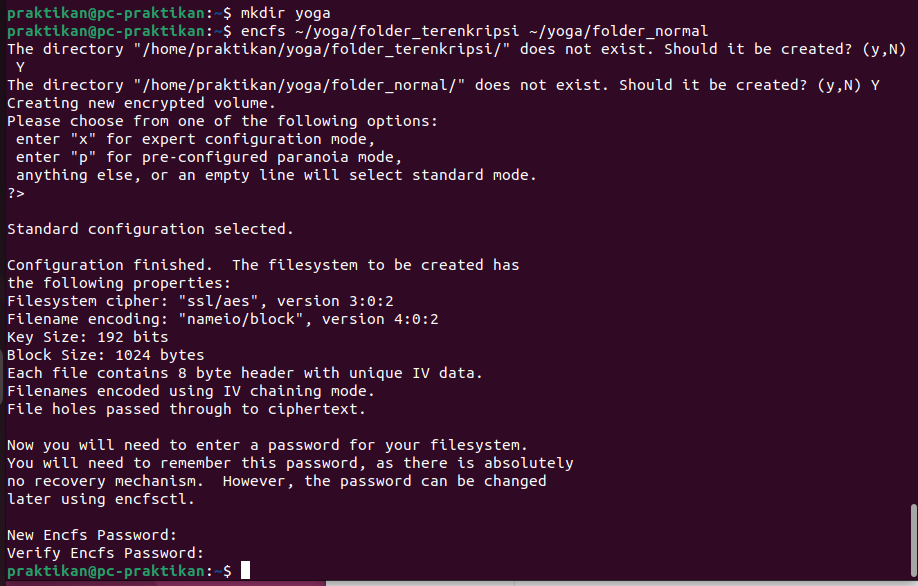 praktikan@pc-praktikan:~$ mkdir yoga
praktikan@pc-praktikan:~$ encfs ~/yoga/folder_terenkripsi ~/yoga/folder_normal
The directory "/home/praktikan/yoga/folder_terenkripsi/" does not exist. Should it be created? (y,N)
 Y
The directory "/home/praktikan/yoga/folder_normal/" does not exist. Should it be created? (y,N) Y
Creating new encrypted volume.
Please choose from one of the following options:
 enter "x" for expert configuration mode,
 enter "p" for pre-configured paranoia mode,
 anything else, or an empty line will select standard mode.
?>

Standard configuration selected.

Configuration finished.  The filesystem to be created has
the following properties:
Filesystem cipher: "ssl/aes", version 3:0:2
Filename encoding: "nameio/block", version 4:0:2
Key Size: 192 bits
Block Size: 1024 bytes
Each file contains 8 byte header with unique IV data.
Filenames encoded using IV chaining mode.
File holes passed through to ciphertext.

Now you will need to enter a password for your filesystem.
You will need to remember this password, as there is absolutely
no recovery mechanism.  However, the password can be changed
later using encfsctl.

New Encfs Password:
Verify Encfs Password:
praktikan@pc-praktikan:~$